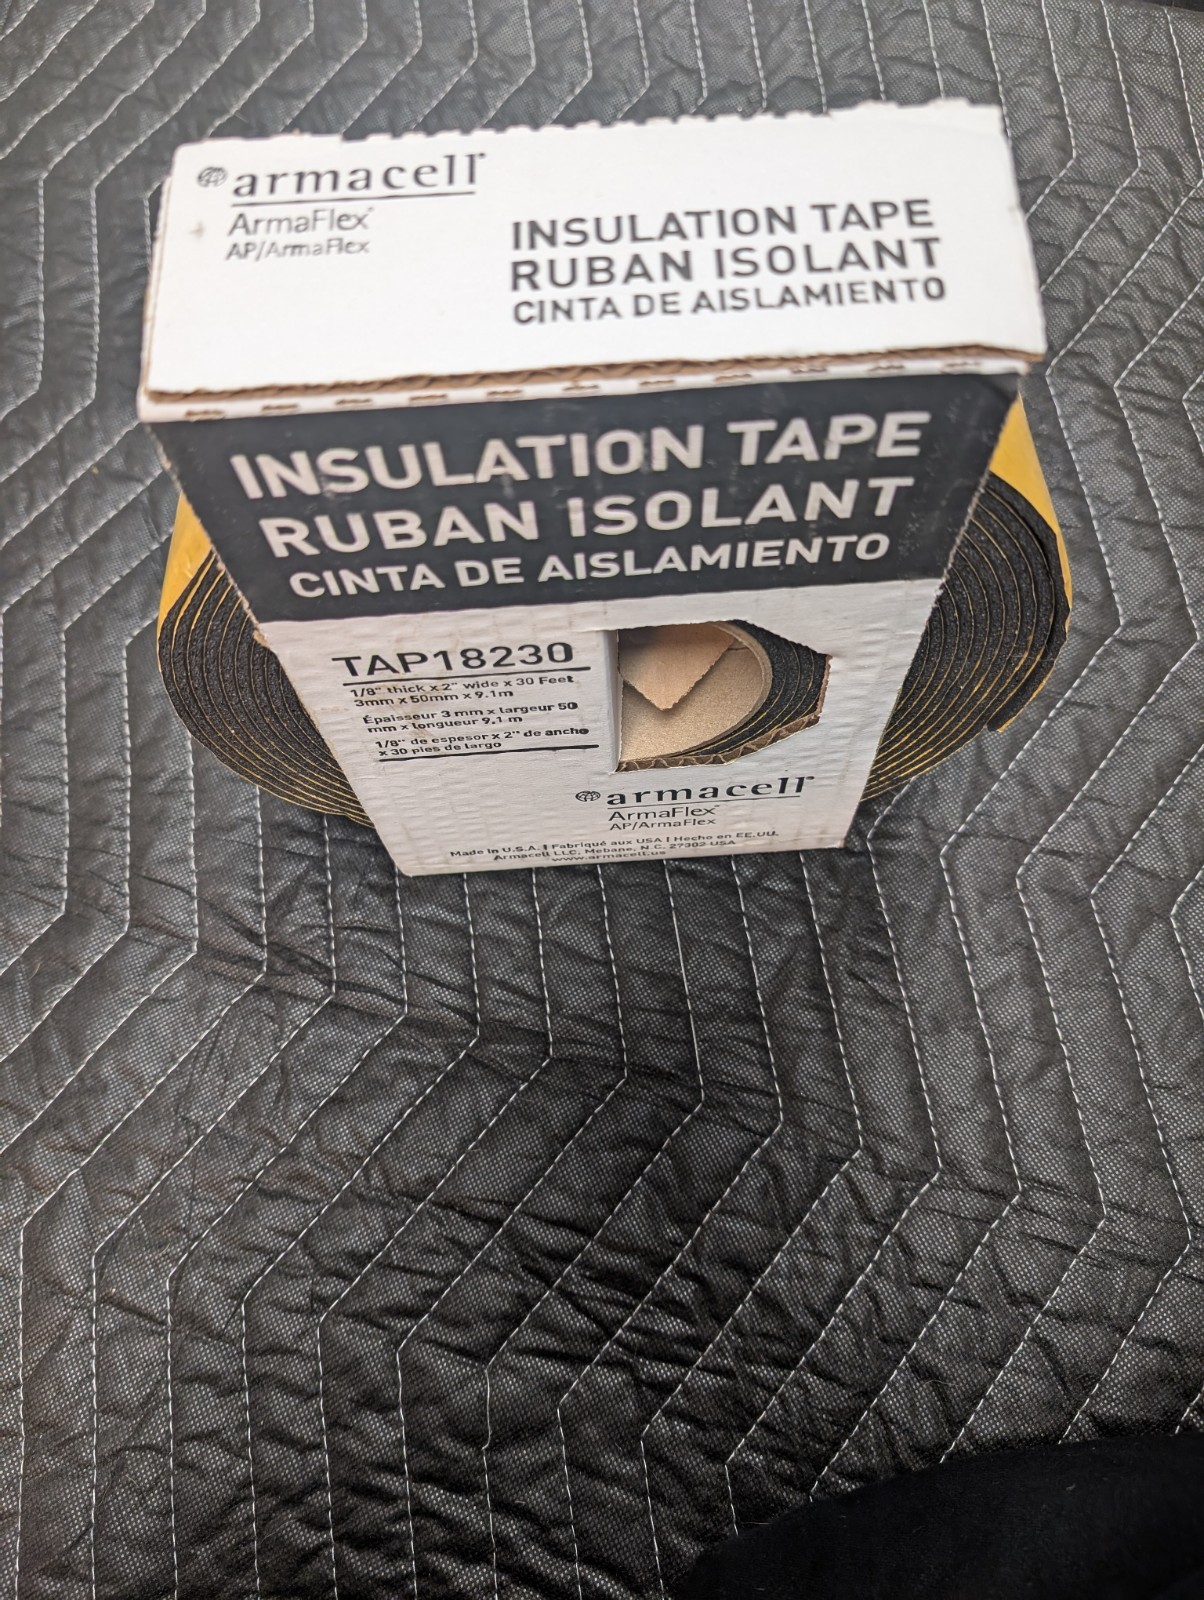 armacell
ArmaFlex™
AP/ArmaFlex
INSULATION TAPE
RUBAN ISOLANT
CINTA DE AISLAMIENTO
INSULATION TAPE
RUBAN ISOLANT
CINTA DE AISLAMIENTO
TAP18230
1/8" thick x 2" wide x 30 Feet
3mm x 50mm x 9.1m
Épaisseur 3 mm x largeur 50
mm x longueur 9,1 m
1/8" de espesor x 2" de ancho
x 30 pies de largo
armacell
ArmaFlex™
AP/ArmaFlex
Made in U.S.A. | Fabriqué aux USA | Hecho en EE.UU.
Armacell LLC, Mebane, N.C. 27302 USA
www.armacell.us